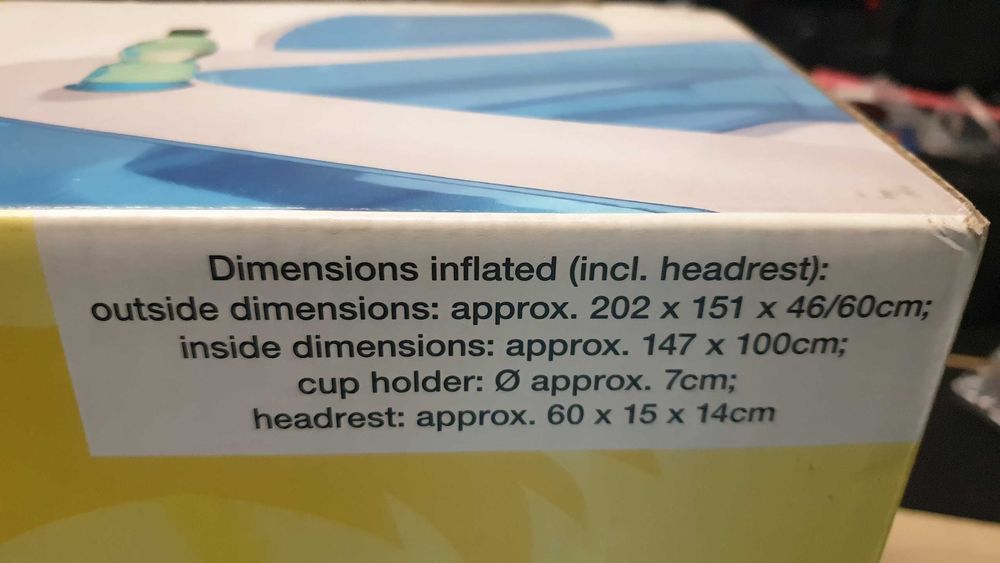 Dimensions inflated (incl. headrest):
outside dimensions: approx. 202 x 151 x 46/60cm;
inside dimensions: approx. 147 x 100cm;
cup holder: Ø approx. 7cm;
headrest: approx. 60 x 15 x 14cm